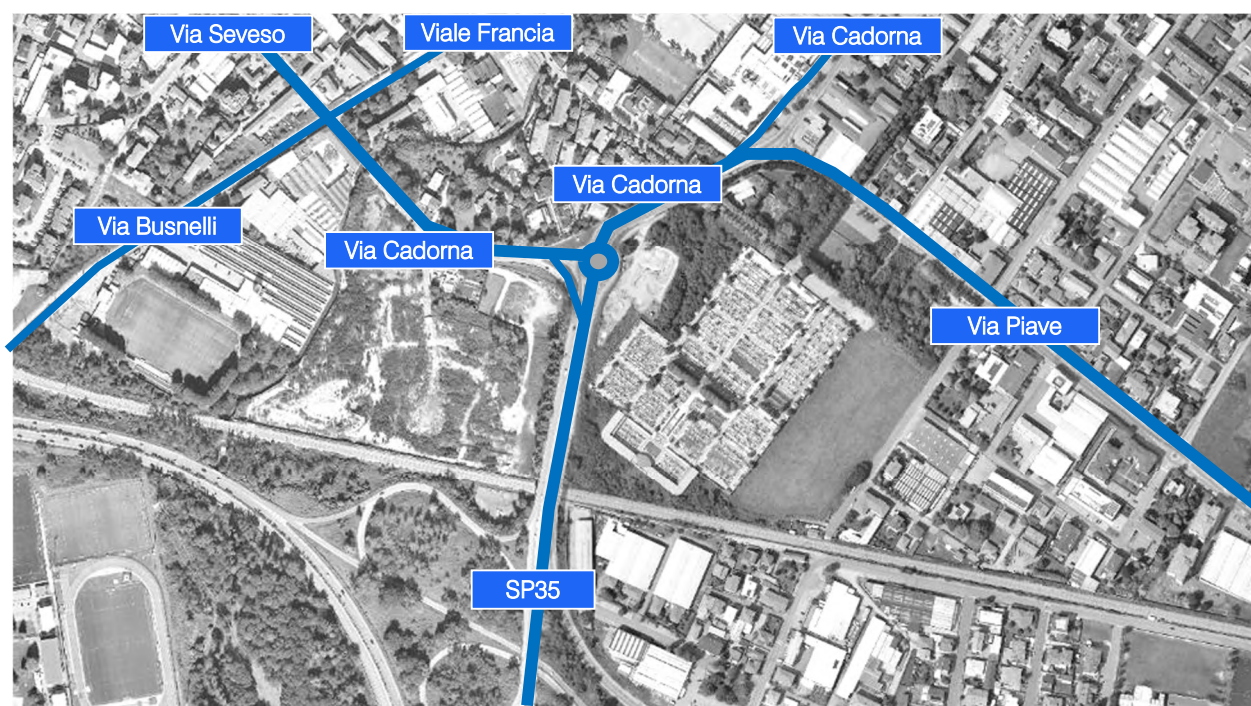 Via Seveso
Viale Francia
Via Cadorna
Via Cadorna
Via Busnelli
Via Cadorna
Via Piave
SP35